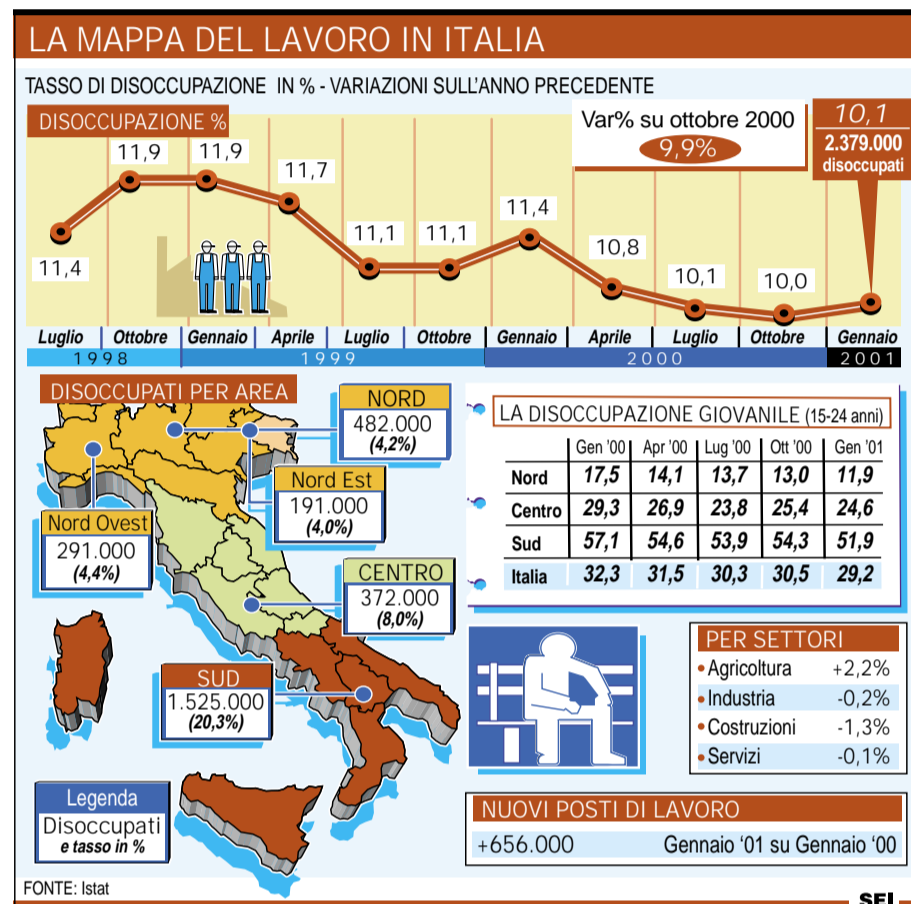 LA MAPPA DEL LAVORO IN ITALIA
TASSO DI DISOCCUPAZIONE IN % - VARIAZIONI SULL'ANNO PRECEDENTE
DISOCCUPAZIONE %
Var% su ottobre 2000
9,9%
10,1
2.379.000
disoccupati
11,4
11,9
11,9
11,7
11,1
11,1
11,4
10,8
10,1
10,0
Luglio Ottobre Gennaio Aprile Luglio Ottobre Gennaio Aprile Luglio Ottobre Gennaio
1998 1999 2000 2001
DISOCCUPATI PER AREA
NORD
482.000
(4,2%)
Nord Est
191.000
(4,0%)
Nord Ovest
291.000
(4,4%)
CENTRO
372.000
(8,0%)
SUD
1.525.000
(20,3%)
Legenda
Disoccupati
e tasso in %
LA DISOCCUPAZIONE GIOVANILE (15-24 anni)
Gen '00 Apr '00 Lug '00 Ott '00 Gen '01
Nord 17,5 14,1 13,7 13,0 11,9
Centro 29,3 26,9 23,8 25,4 24,6
Sud 57,1 54,6 53,9 54,3 51,9
Italia 32,3 31,5 30,3 30,5 29,2
PER SETTORI
• Agricoltura +2,2%
• Industria -0,2%
• Costruzioni -1,3%
• Servizi -0,1%
NUOVI POSTI DI LAVORO
+656.000 Gennaio '01 su Gennaio '00
FONTE: Istat